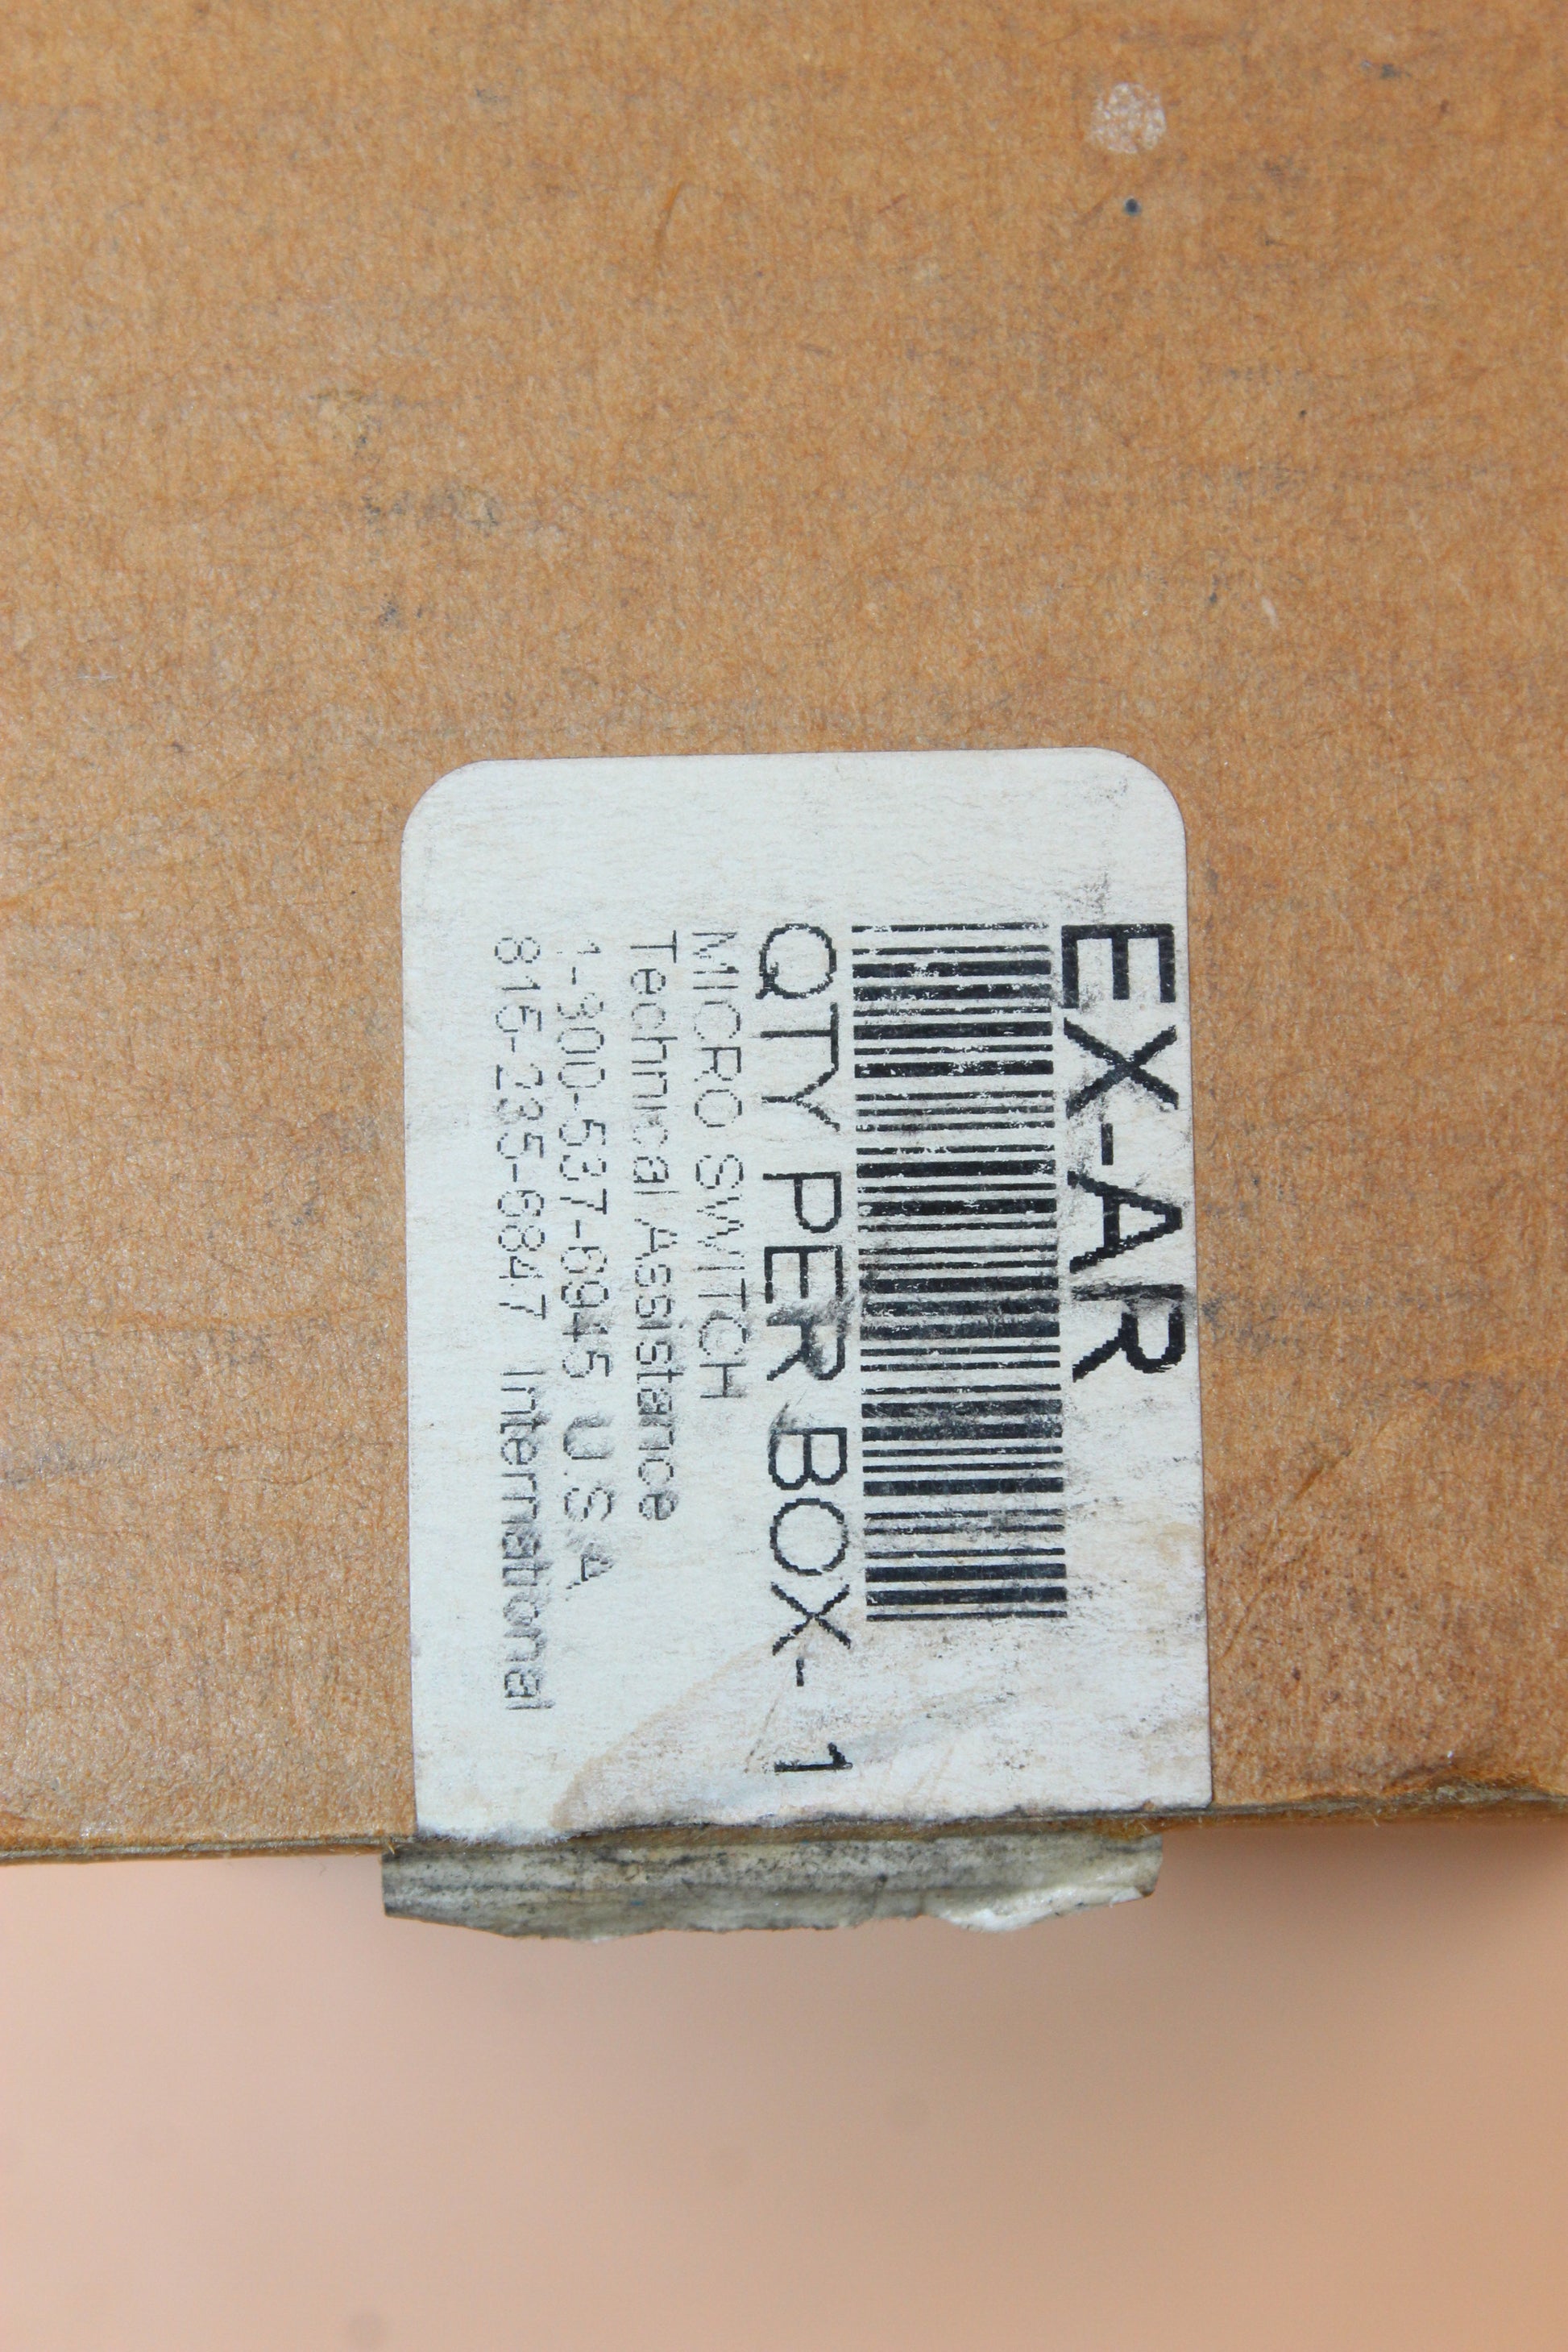 EX-AR
QTY PER BOX- 1
MICRO SWITCH
Technical Assistance
1-800-537-6945 U.S.A
815-235-6847 International